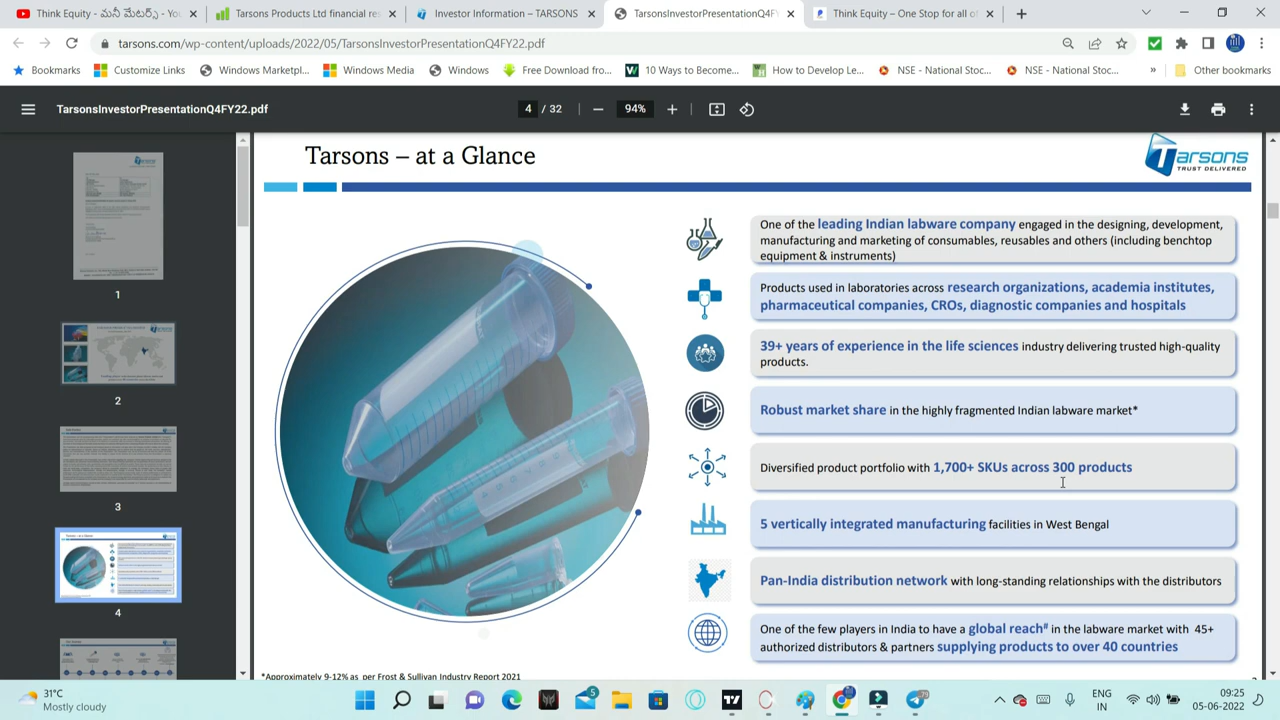 Think Equity - మనీ మేటర్స్ - Yo
Tarsons Products Ltd financial re
Investor Information – TARSONS
TarsonsInvestorPresentationQ4FY
Think Equity – One Stop for all of
tarsons.com/wp-content/uploads/2022/05/TarsonsInvestorPresentationQ4FY22.pdf
Bookmarks Customize Links Windows Marketpl... Windows Media Windows Free Download fro... 10 Ways to Become... How to Develop Le... NSE - National Stoc... NSE - National Stoc... » Other bookmarks
TarsonsInvestorPresentationQ4FY22.pdf 4 / 32 94%
Tarsons – at a Glance
Tarsons
TRUST DELIVERED
One of the leading Indian labware company engaged in the designing, development,
manufacturing and marketing of consumables, reusables and others (including benchtop
equipment & instruments)
Products used in laboratories across research organizations, academia institutes,
pharmaceutical companies, CROs, diagnostic companies and hospitals
39+ years of experience in the life sciences industry delivering trusted high-quality
products.
Robust market share in the highly fragmented Indian labware market*
Diversified product portfolio with 1,700+ SKUs across 300 products
5 vertically integrated manufacturing facilities in West Bengal
Pan-India distribution network with long-standing relationships with the distributors
One of the few players in India to have a global reach# in the labware market with 45+
authorized distributors & partners supplying products to over 40 countries
*Approximately 9-12% as per Frost & Sullivan Industry Report 2021
1
2
3
4
31°C
Mostly cloudy
5
79
ENG
IN
09:25
05-06-2022